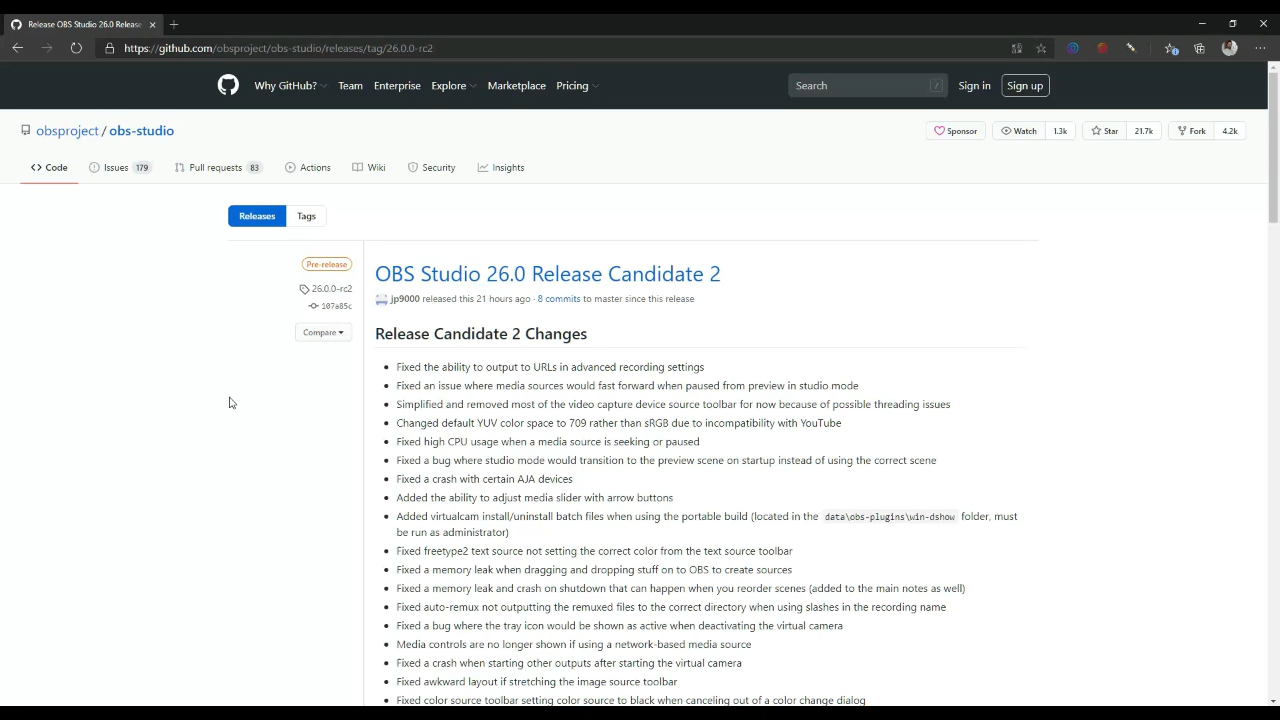 Release OBS Studio 26.0 Release
https://github.com/obsproject/obs-studio/releases/tag/26.0.0-rc2
Why GitHub? Team Enterprise Explore Marketplace Pricing Search / Sign in Sign up
obsproject / obs-studio Sponsor Watch 1.3k Star 21.7k Fork 4.2k
Code Issues 179 Pull requests 83 Actions Wiki Security Insights
Releases Tags
Pre-release
26.0.0-rc2
107a85c
Compare
OBS Studio 26.0 Release Candidate 2
jp9000 released this 21 hours ago · 8 commits to master since this release
Release Candidate 2 Changes
• Fixed the ability to output to URLs in advanced recording settings
• Fixed an issue where media sources would fast forward when paused from preview in studio mode
• Simplified and removed most of the video capture device source toolbar for now because of possible threading issues
• Changed default YUV color space to 709 rather than sRGB due to incompatibility with YouTube
• Fixed high CPU usage when a media source is seeking or paused
• Fixed a bug where studio mode would transition to the preview scene on startup instead of using the correct scene
• Fixed a crash with certain AJA devices
• Added the ability to adjust media slider with arrow buttons
• Added virtualcam install/uninstall batch files when using the portable build (located in the data\obs-plugins\win-dshow folder, must
be run as administrator)
• Fixed freetype2 text source not setting the correct color from the text source toolbar
• Fixed a memory leak when dragging and dropping stuff on to OBS to create sources
• Fixed a memory leak and crash on shutdown that can happen when you reorder scenes (added to the main notes as well)
• Fixed auto-remux not outputting the remuxed files to the correct directory when using slashes in the recording name
• Fixed a bug where the tray icon would be shown as active when deactivating the virtual camera
• Media controls are no longer shown if using a network-based media source
• Fixed a crash when starting other outputs after starting the virtual camera
• Fixed awkward layout if stretching the image source toolbar
• Fixed color source toolbar setting color source to black when canceling out of a color change dialog